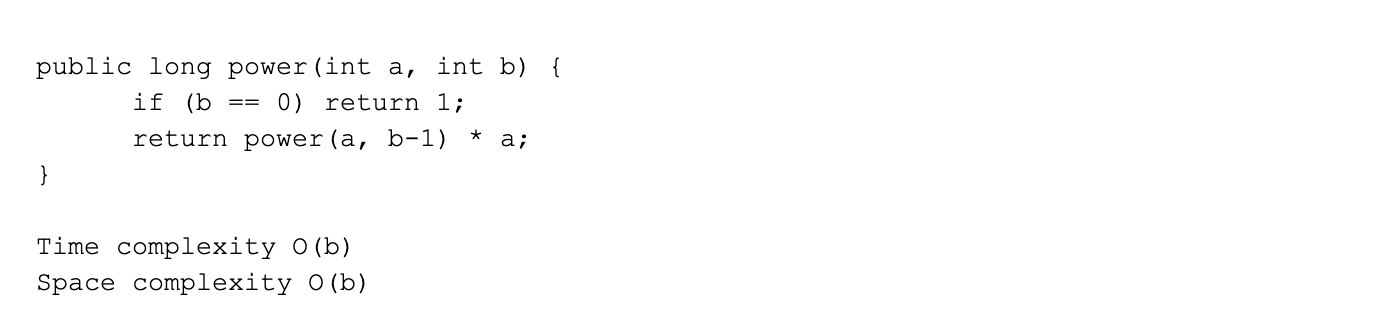 public long power(int a, int b) {
      if (b == 0) return 1;
      return power(a, b-1) * a;
}
Time complexity O(b)
Space complexity O(b)